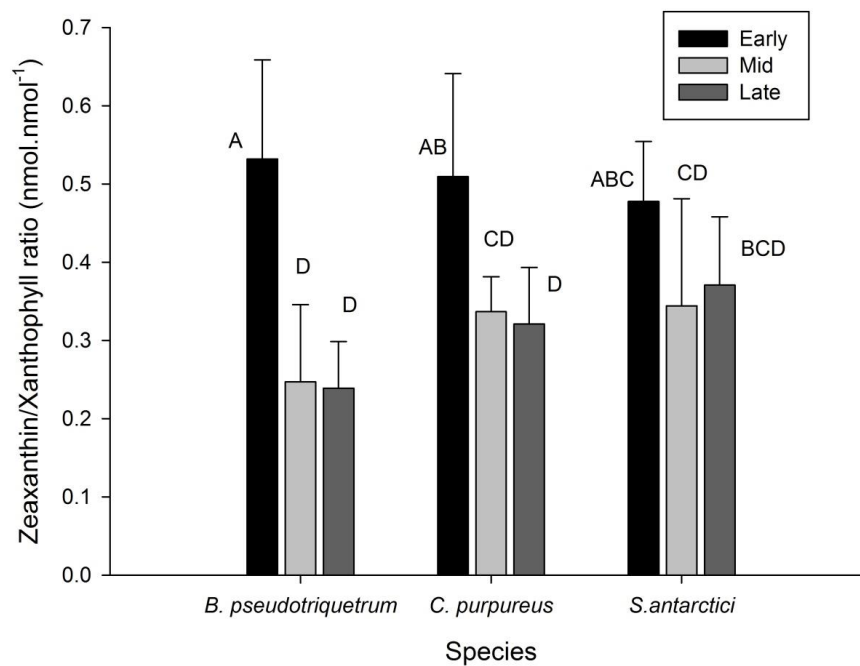 Zeaxanthin/Xanthophyll ratio (nmol.nmol⁻¹)
0.7
0.6
0.5
0.4
0.3
0.2
0.1
0.0
Early
Mid
Late
A
D
D
AB
CD
D
ABC
CD
BCD
B. pseudotriquetrum
C. purpureus
S.antarctici
Species